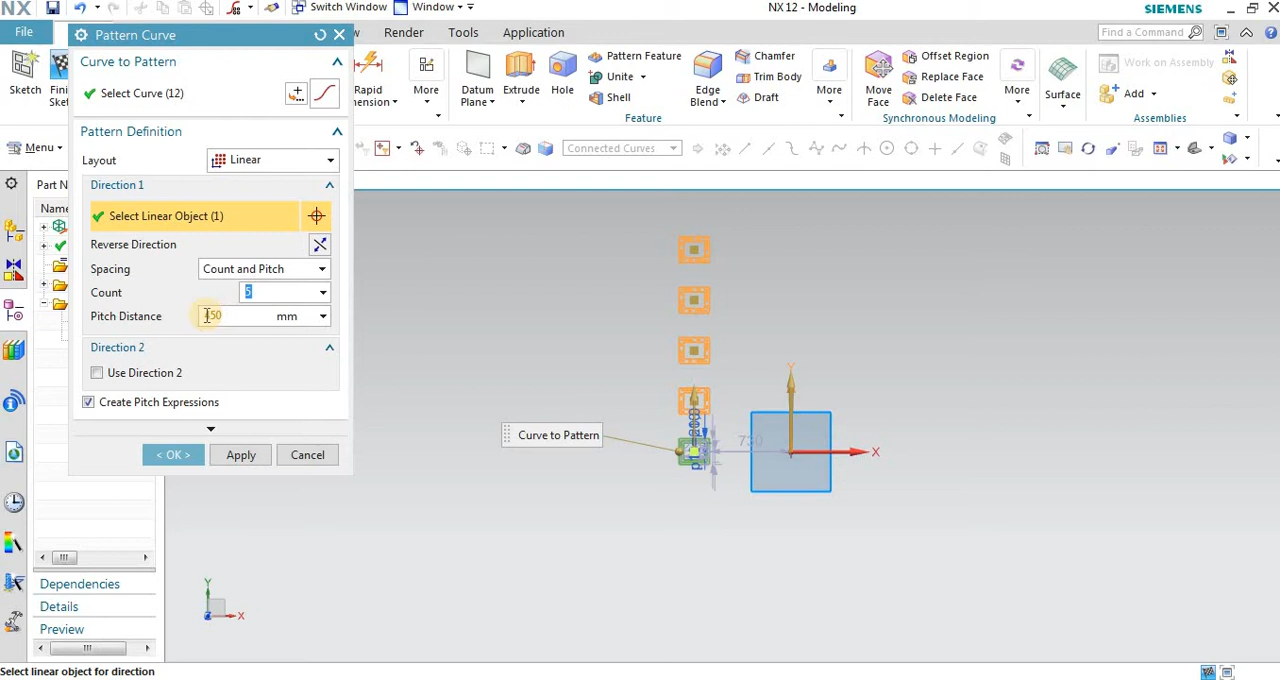 NX
Switch Window
Window
NX 12 - Modeling
SIEMENS
File
Pattern Curve
Render
Tools
Application
Find a Command
Sketch
Curve to Pattern
Select Curve (12)
Rapid
More
Datum
Plane
Extrude
Hole
Pattern Feature
Unite
Shell
Edge
Blend
Chamfer
Trim Body
Draft
More
Move
Face
Offset Region
Replace Face
Delete Face
More
Surface
Work on Assembly
Add
Feature
Synchronous Modeling
Assemblies
Menu
Pattern Definition
Layout
Linear
Connected Curves
Part N
Name
Direction 1
Select Linear Object (1)
Reverse Direction
Spacing
Count and Pitch
Count
5
Pitch Distance
mm
Direction 2
Use Direction 2
Create Pitch Expressions
< OK >
Apply
Cancel
Curve to Pattern
Y
X
Y
X
Dependencies
Details
Preview
Select linear object for direction